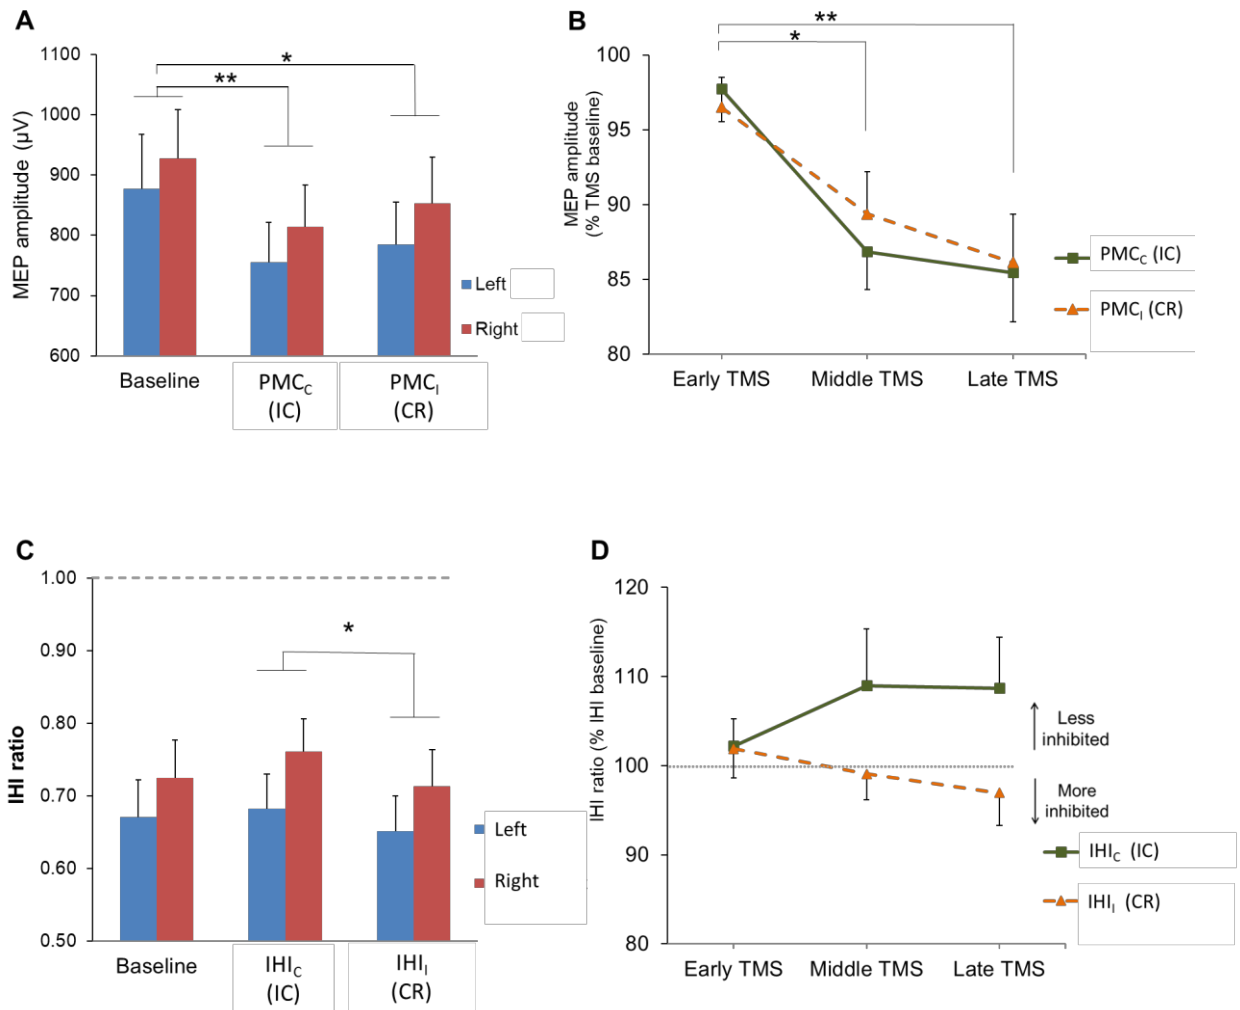 A
1100
1000
900
800
700
600
MEP amplitude (µV)
*
**
Left
Right
Baseline
PMCC
(IC)
PMCI
(CR)
B
100
95
90
85
80
MEP amplitude
(% TMS baseline)
**
*
PMCC (IC)
PMCI (CR)
Early TMS
Middle TMS
Late TMS
C
IHI ratio
1.00
0.90
0.80
0.70
0.60
0.50
*
Left
Right
Baseline
IHIC
(IC)
IHII
(CR)
D
120
110
100
90
80
IHI ratio (% IHI baseline)
Less
inhibited
More
inhibited
IHIC (IC)
IHII (CR)
Early TMS
Middle TMS
Late TMS